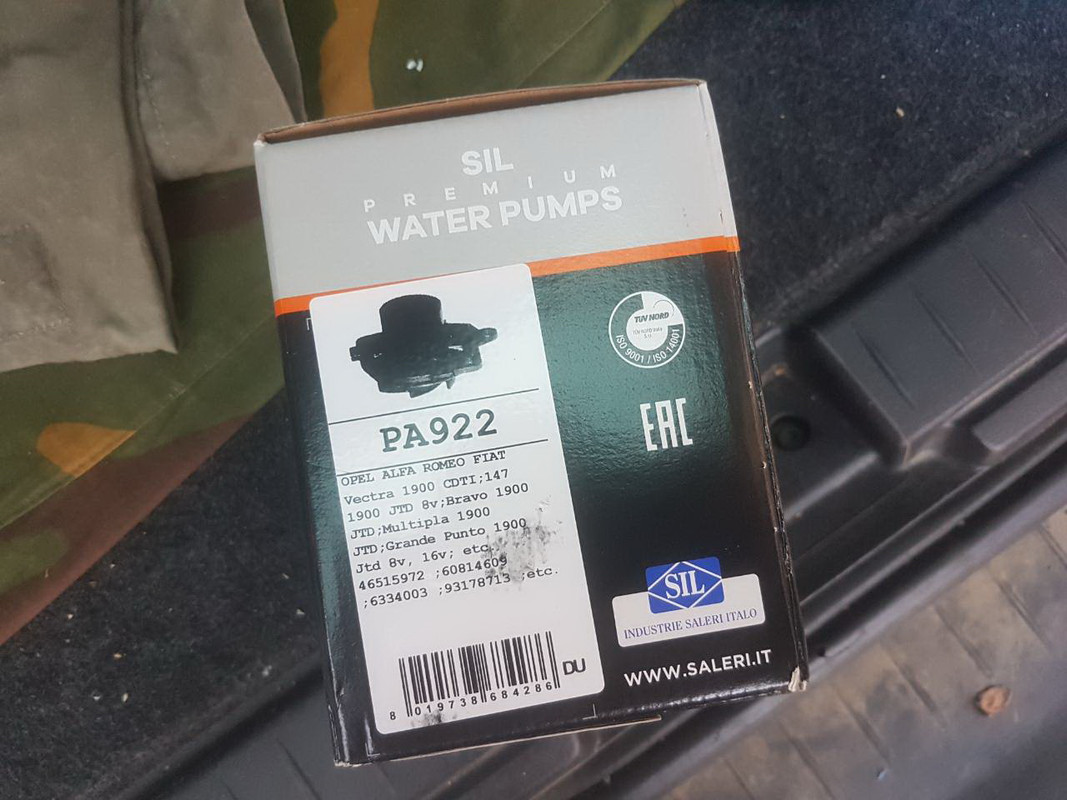 SIL
PREMIUM
WATER PUMPS
TÜV NORD
ISO 9001 / ISO 14001
EAC
PA922
OPEL ALFA ROMEO FIAT
Vectra 1900 CDTI;147
1900 JTD 8v;Bravo 1900
JTD;Multipla 1900
JTD;Grande Punto 1900
Jtd 8v, 16v; etc.
46515972 ;60814609
;6334003 ;93178713 ;etc.
8 019738 684286
DU
SIL
INDUSTRIE SALERI ITALO
WWW.SALERI.IT